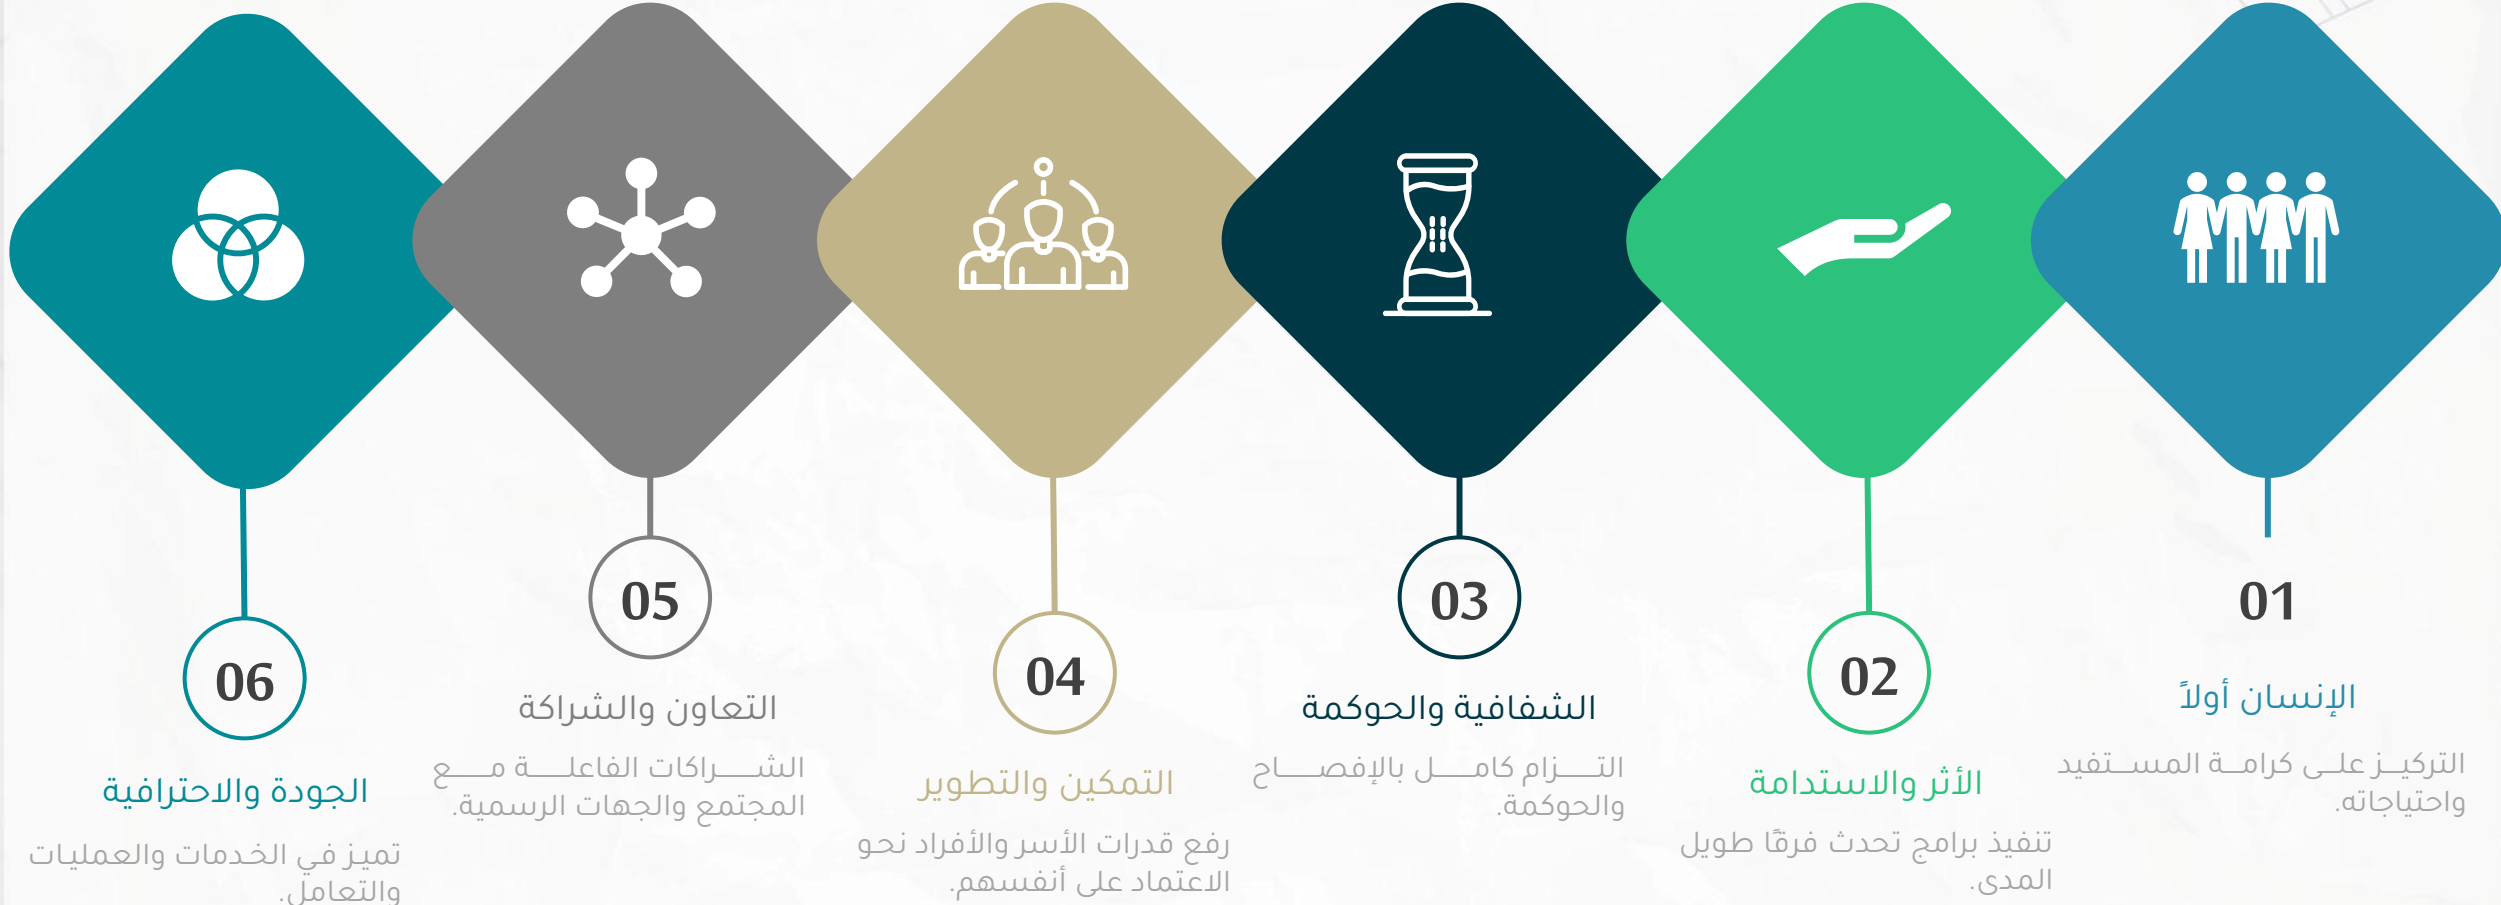 01
الإنسان أولاً
التركيز على كرامة المستفيد
واحتياجاته.
02
الأثر والاستدامة
تنفيذ برامج تحدث فرقًا طويل
المدى.
03
الشفافية والحوكمة
التزام كامل بالإفصاح
والحوكمة.
04
التمكين والتطوير
رفع قدرات الأسر والأفراد نحو
الاعتماد على أنفسهم.
05
التعاون والشراكة
الشراكات الفاعلة مع
المجتمع والجهات الرسمية.
06
الجودة والاحترافية
تميز في الخدمات والعمليات
والتعامل.